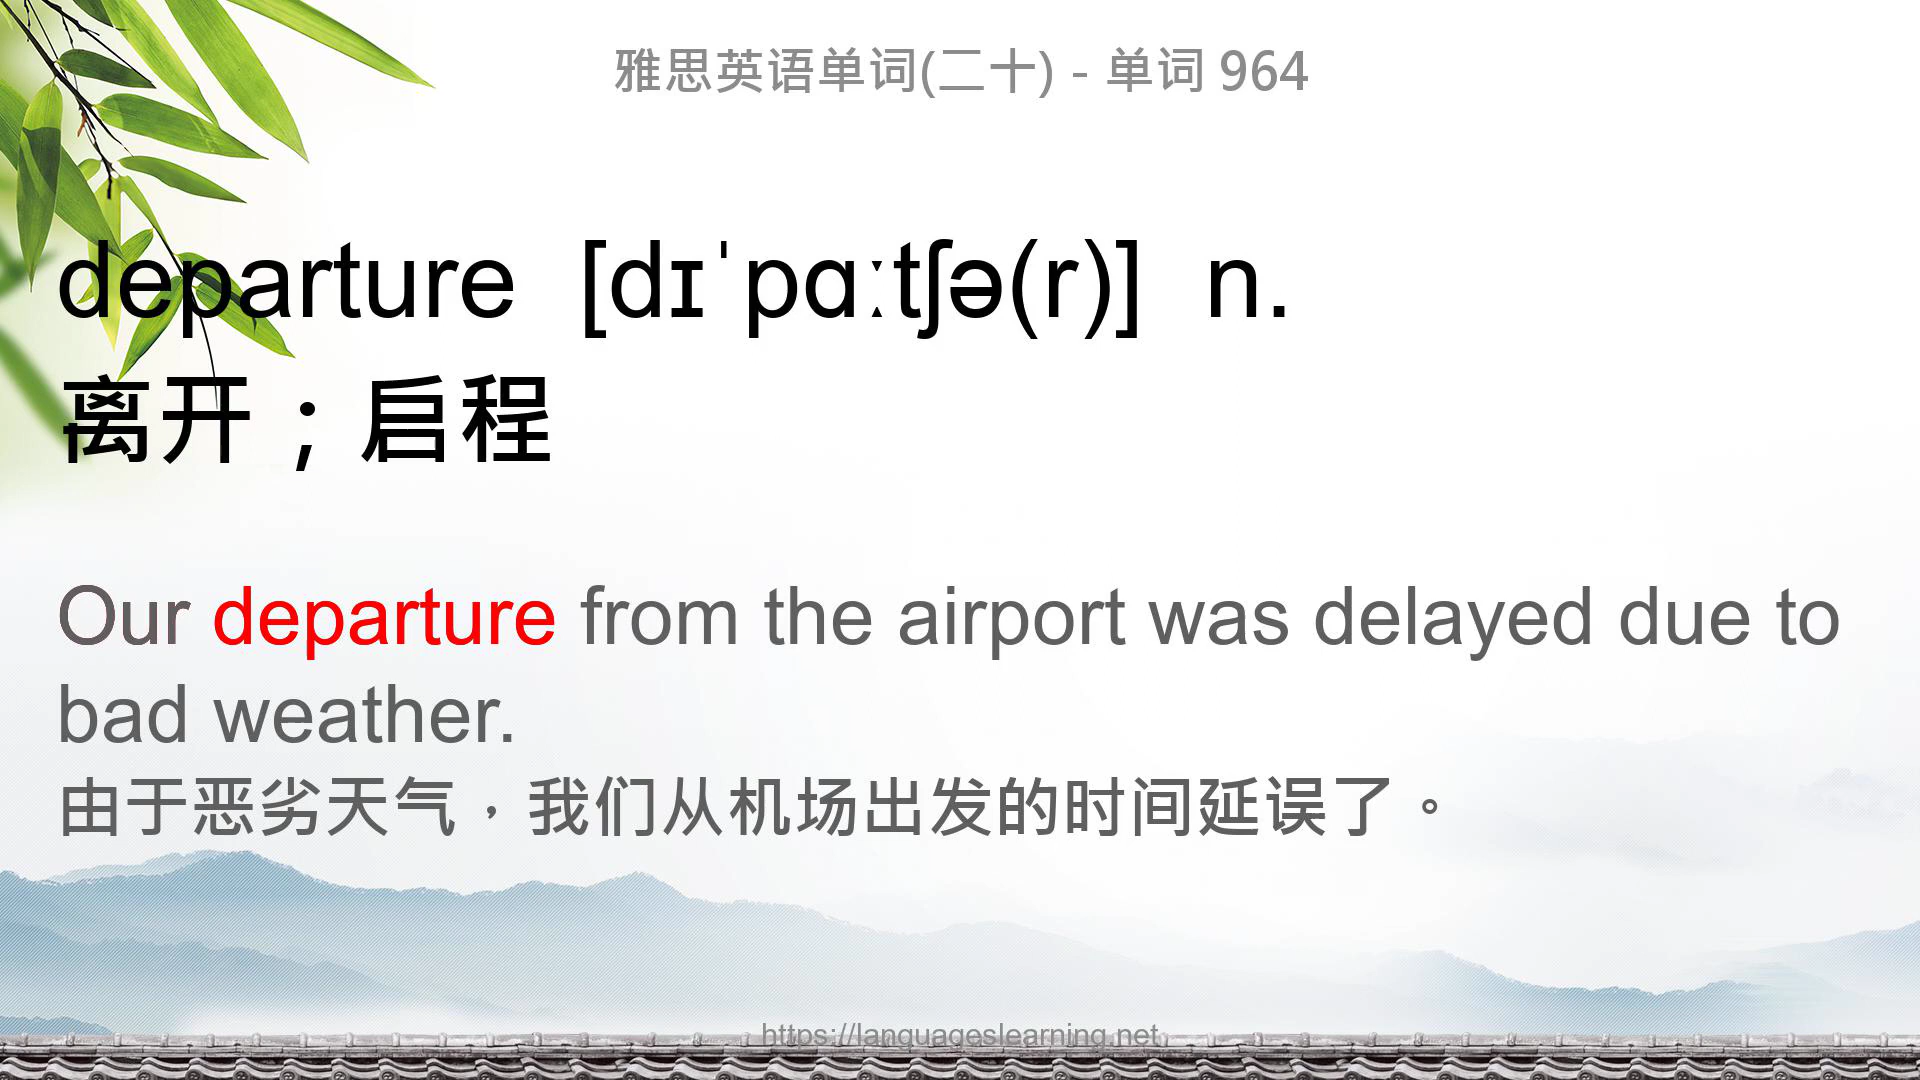 雅思英语单词(二十) - 单词 964
departure [dɪˈpɑːtʃə(r)] n.
离开；启程
Our departure from the airport was delayed due to
bad weather.
由于恶劣天气，我们从机场出发的时间延误了。
https://languageslearning.net